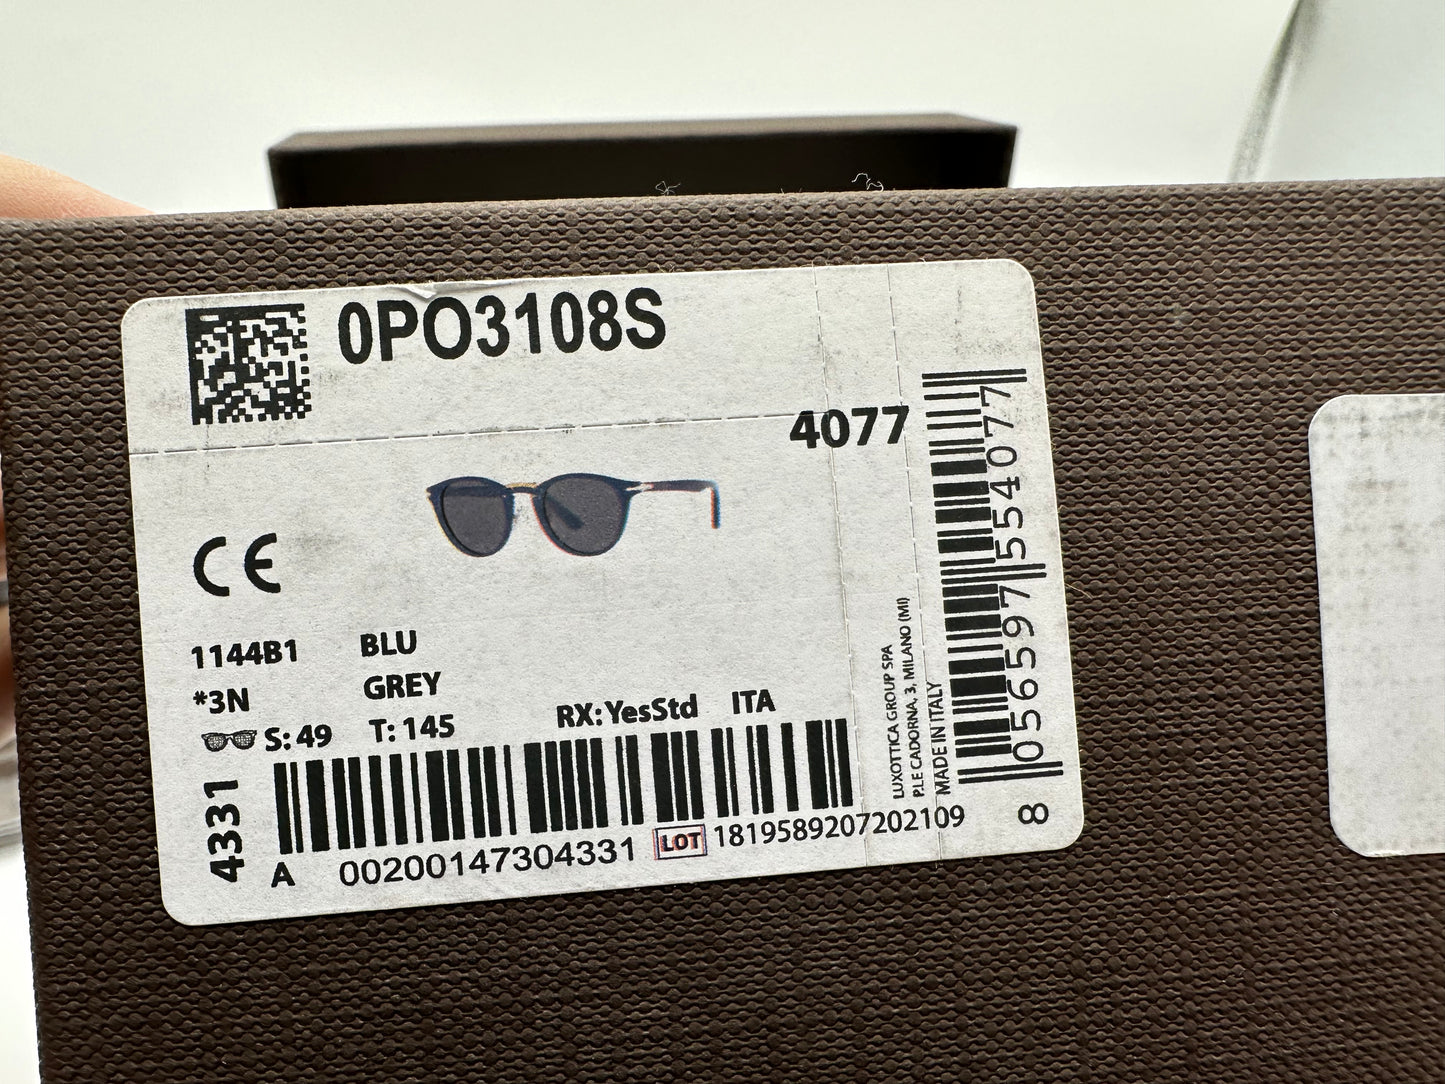 0PO3108S
4077
CE
1144B1 BLU
*3N GREY
S: 49 T: 145 RX: YesStd ITA
4331
A 00200147304331 LOT 1819589207202109
LUXOTTICA GROUP SPA
P.LE CADORNA, 3, MILANO (MI)
MADE IN ITALY
8 056597 554077